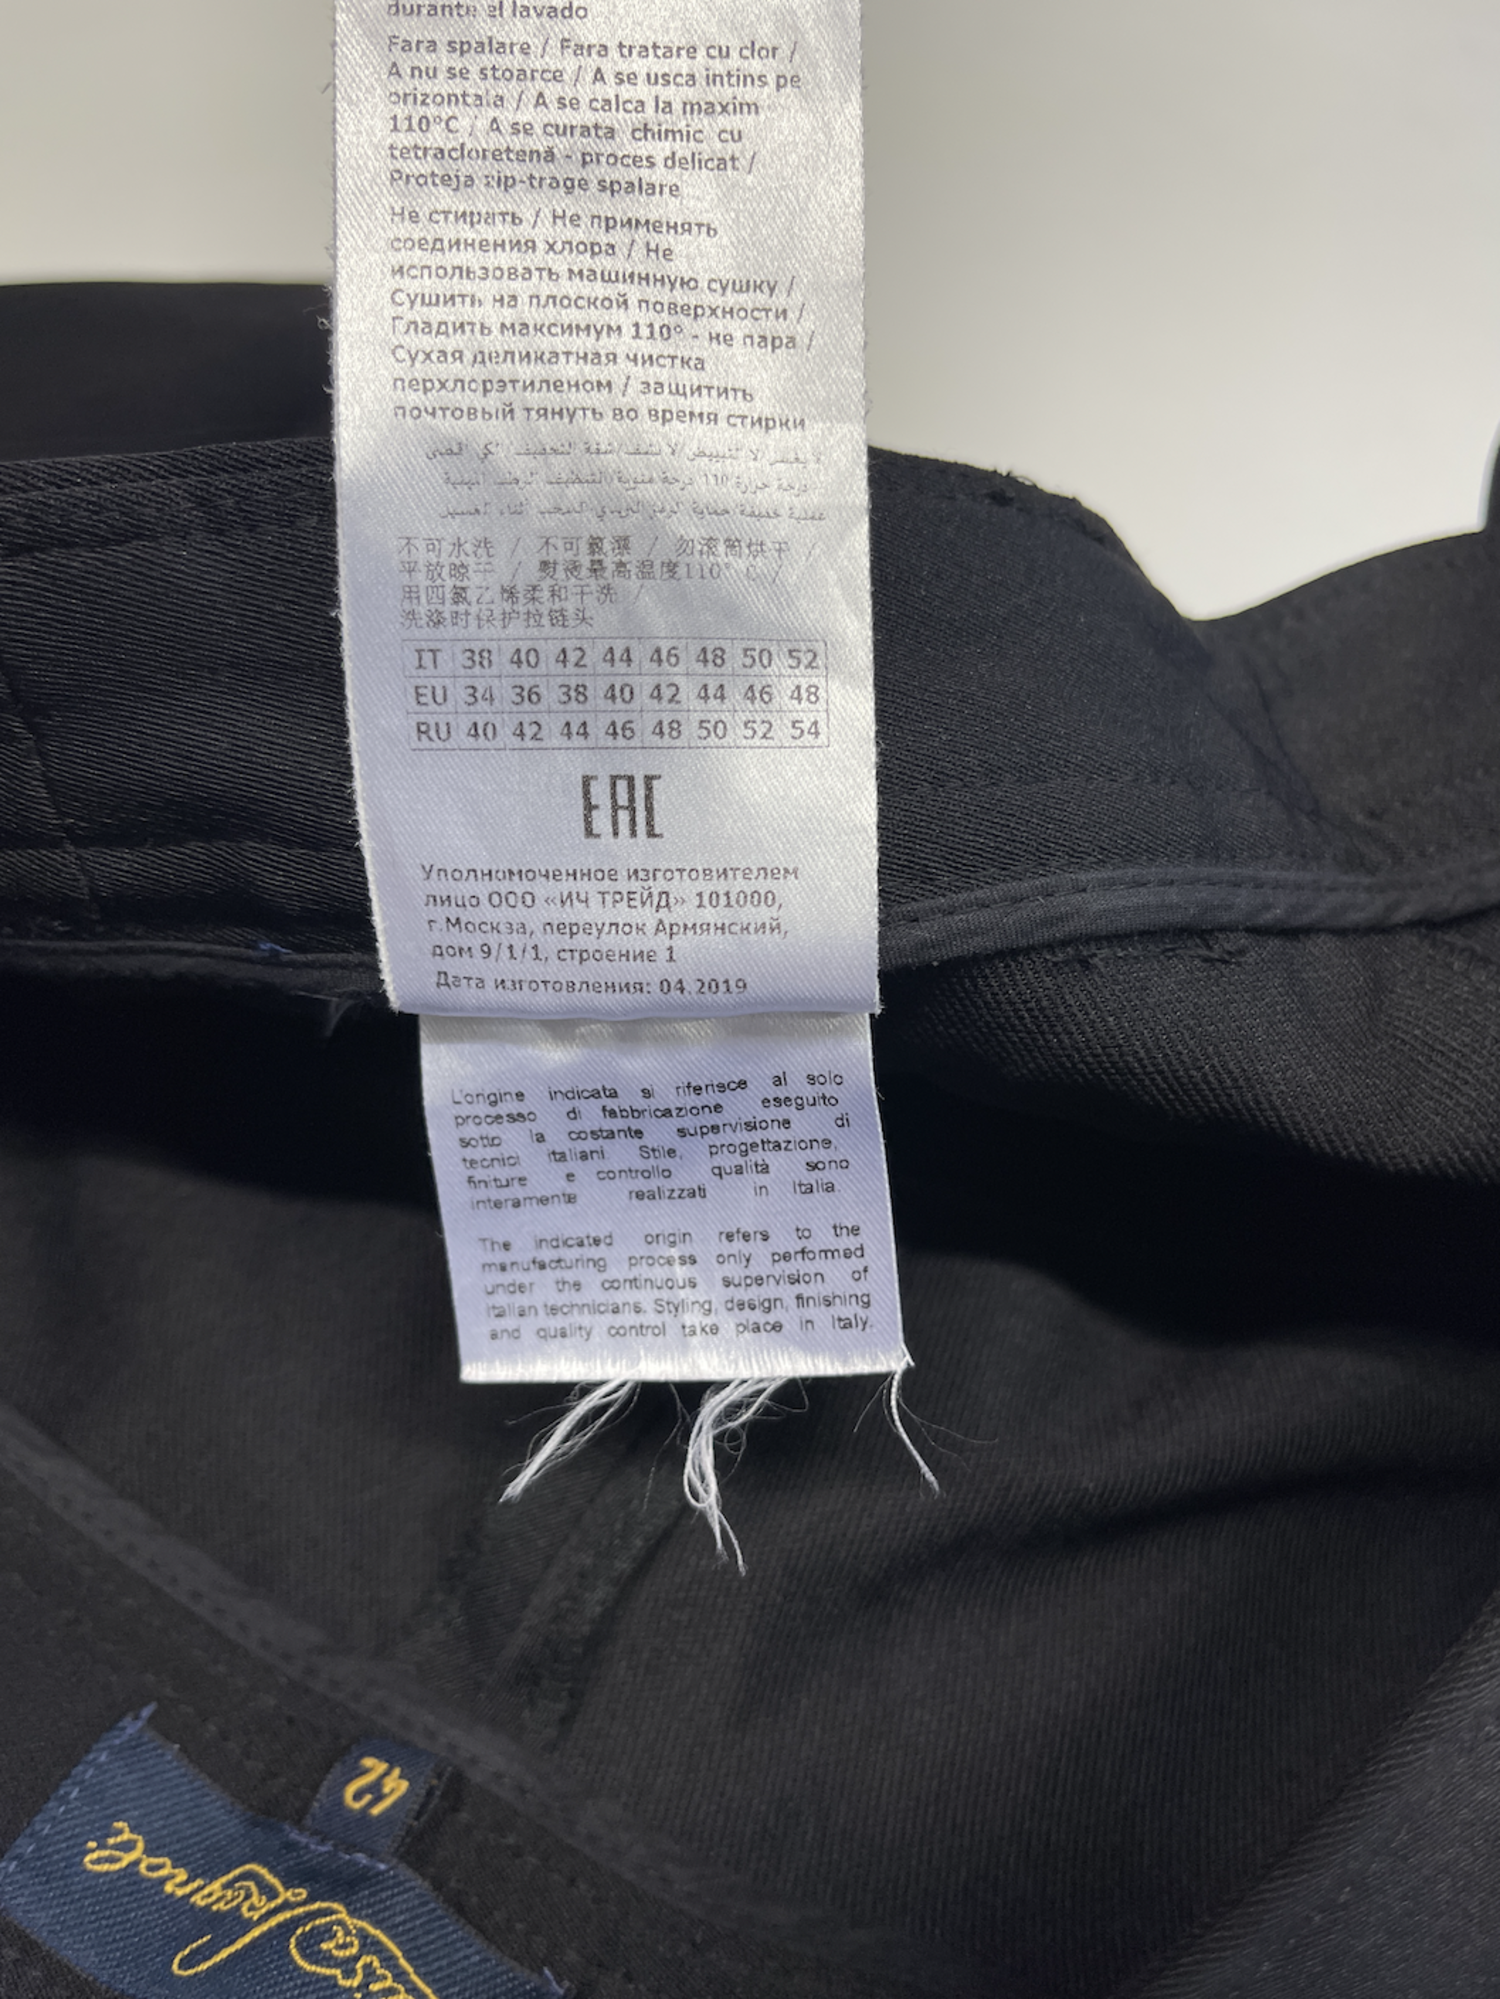 durante el lavado
Fara spalare / Fara tratare cu clor /
A nu se stoarce / A se usca intins pe
orizontala / A se calca la maxim
110°C / A se curata chimic cu
tetracloretenă - proces delicat /
Proteja zip-trage spalare
Не стирать / Не применять
соединения хлора / Не
использовать машинную сушку /
Сушить на плоской поверхности /
Гладить максимум 110° - не пара /
Сухая деликатная чистка
перхлорэтиленом / защитить
почтовый тянуть во время стирки
不可水洗 / 不可氯漂 / 勿滚筒烘干 /
平放晾干 / 熨烫最高温度110° C /
用四氯乙烯柔和干洗 /
洗涤时保护拉链头
IT 38 40 42 44 46 48 50 52
EU 34 36 38 40 42 44 46 48
RU 40 42 44 46 48 50 52 54
EAC
Уполномоченное изготовителем
лицо ООО «ИЧ ТРЕЙД» 101000,
г.Москва, переулок Армянский,
дом 9/1/1, строение 1
Дата изготовления: 04.2019
L'origine indicata si riferisce al solo
processo di fabbricazione eseguito
sotto la costante supervisione di
tecnici italiani. Stile, progettazione,
finiture e controllo qualità sono
interamente realizzati in Italia.
The indicated origin refers to the
manufacturing process only performed
under the continuous supervision of
italian technicians. Styling, design, finishing
and quality control take place in Italy.
42
Spagnoli